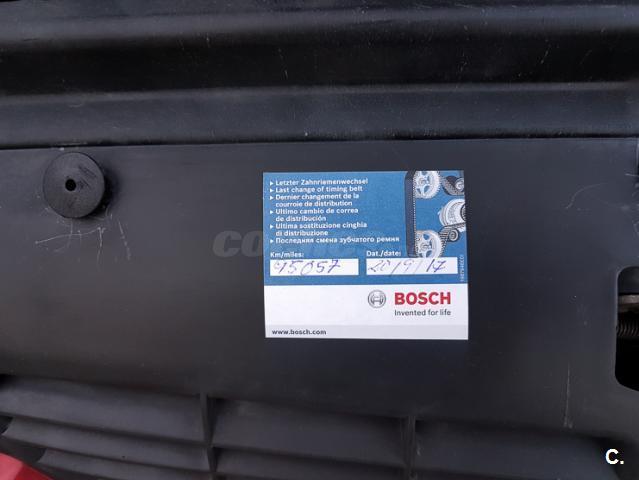 ▸ Letzter Zahnriemenwechsel
▸ Last change of timing belt
▸ Dernier changement de la
courroie de distribution
▸ Ultimo cambio de correa
de distribución
▸ Ultima sostituzione cinghia
di distribuzione
▸ Последняя смена зубчатого ремня
Km/miles: Dat./date:
95057 20/9/17
BOSCH
Invented for life
www.bosch.com
C.